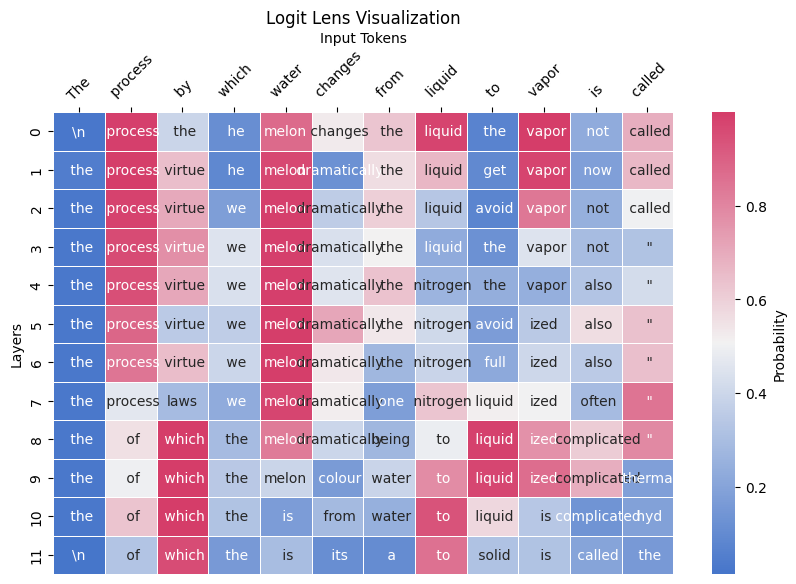 Logit Lens Visualization
Input Tokens
The process by which water changes from liquid to vapor is called
0 \n process the he melon changes the liquid the vapor not called
1 the process virtue he melon dramatically the liquid get vapor now called
2 the process virtue we melon dramatically the liquid avoid vapor not called
3 the process virtue we melon dramatically the liquid the vapor not "
4 the process virtue we melon dramatically the nitrogen the vapor also "
5 the process virtue we melon dramatically the nitrogen avoid ized also "
6 the process virtue we melon dramatically the nitrogen full ized also "
7 the process laws we melon dramatically one nitrogen liquid ized often "
8 the of which the melon dramatically being to liquid ized complicated "
9 the of which the melon colour water to liquid ized complicated therma
10 the of which the is from water to liquid is complicated hyd
11 \n of which the is its a to solid is called the
Layers
0.8
0.6
0.4
0.2
Probability